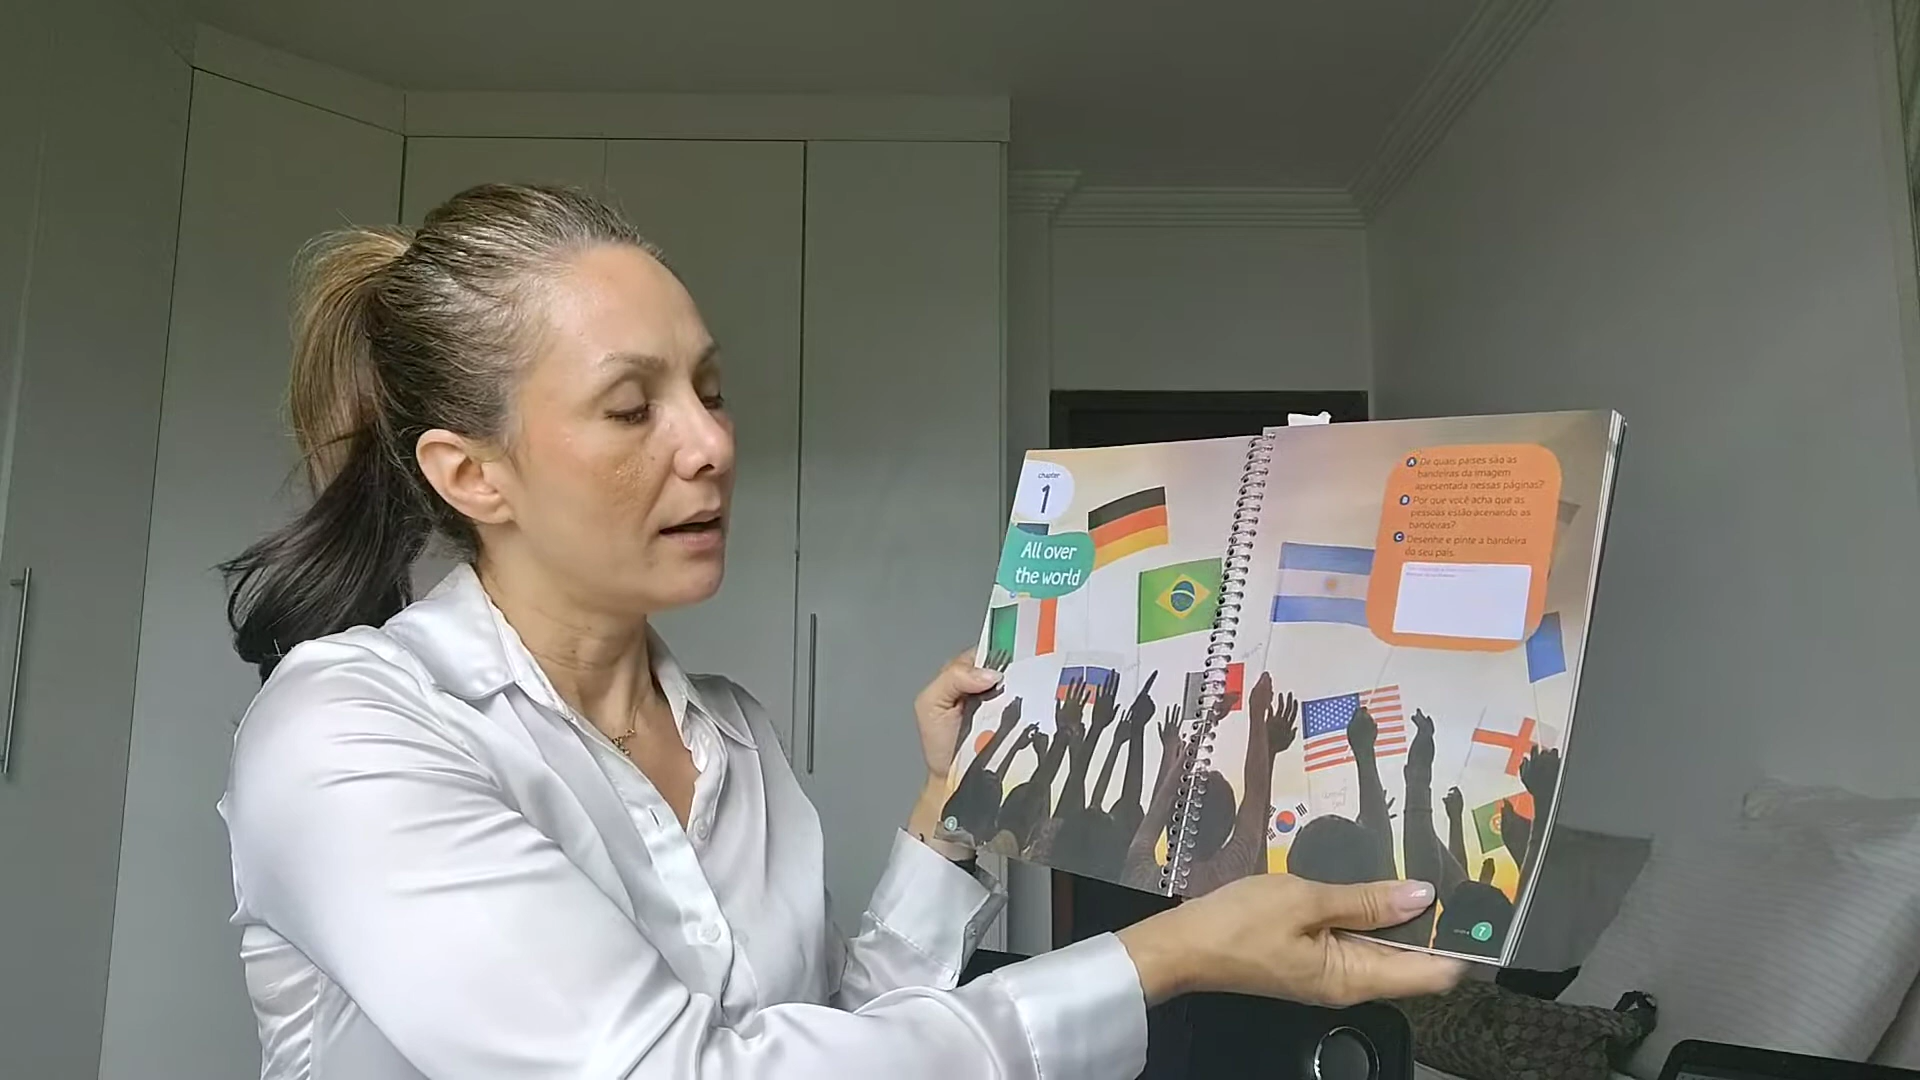 chapter
1
All over
the world
A De quais países são as
bandeiras da imagem
apresentada nessas páginas?
B Por que você acha que as
pessoas estão acenando as
bandeiras?
C Desenhe e pinte a bandeira
do seu país.
7